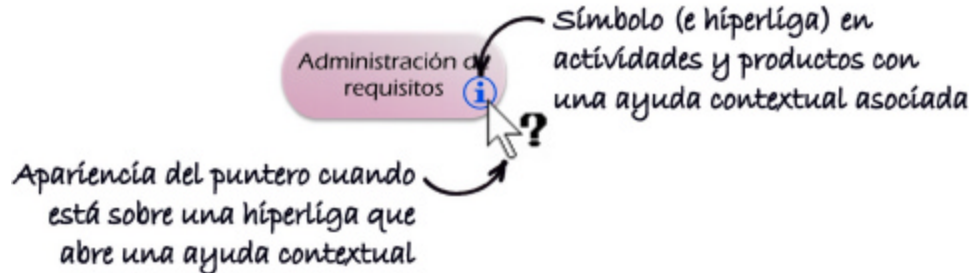 Símbolo (e hiperliga) en
actividades y productos con
una ayuda contextual asociada
Administración de
requisitos
i
?
Apariencia del puntero cuando
está sobre una hiperliga que
abre una ayuda contextual